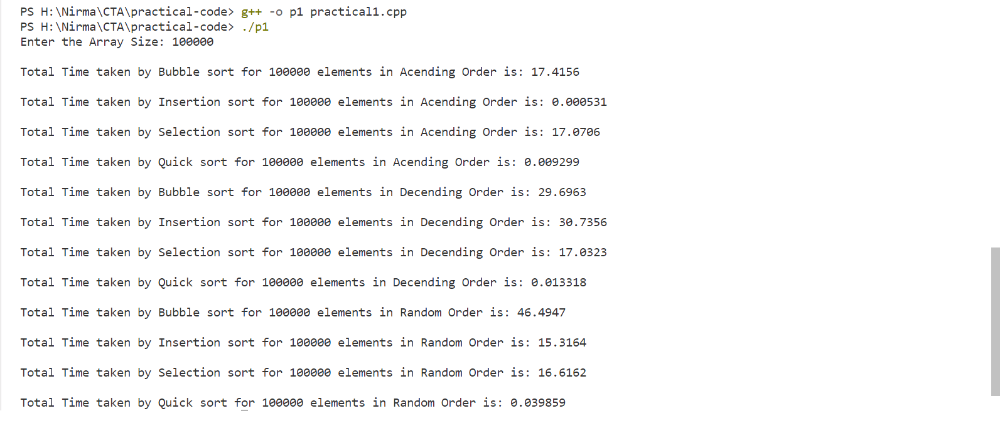 PS H:\Nirma\CTA\practical-code> g++ -o p1 practical1.cpp
PS H:\Nirma\CTA\practical-code> ./p1
Enter the Array Size: 100000
Total Time taken by Bubble sort for 100000 elements in Acending Order is: 17.4156
Total Time taken by Insertion sort for 100000 elements in Acending Order is: 0.000531
Total Time taken by Selection sort for 100000 elements in Acending Order is: 17.0706
Total Time taken by Quick sort for 100000 elements in Acending Order is: 0.009299
Total Time taken by Bubble sort for 100000 elements in Decending Order is: 29.6963
Total Time taken by Insertion sort for 100000 elements in Decending Order is: 30.7356
Total Time taken by Selection sort for 100000 elements in Decending Order is: 17.0323
Total Time taken by Quick sort for 100000 elements in Decending Order is: 0.013318
Total Time taken by Bubble sort for 100000 elements in Random Order is: 46.4947
Total Time taken by Insertion sort for 100000 elements in Random Order is: 15.3164
Total Time taken by Selection sort for 100000 elements in Random Order is: 16.6162
Total Time taken by Quick sort for 100000 elements in Random Order is: 0.039859